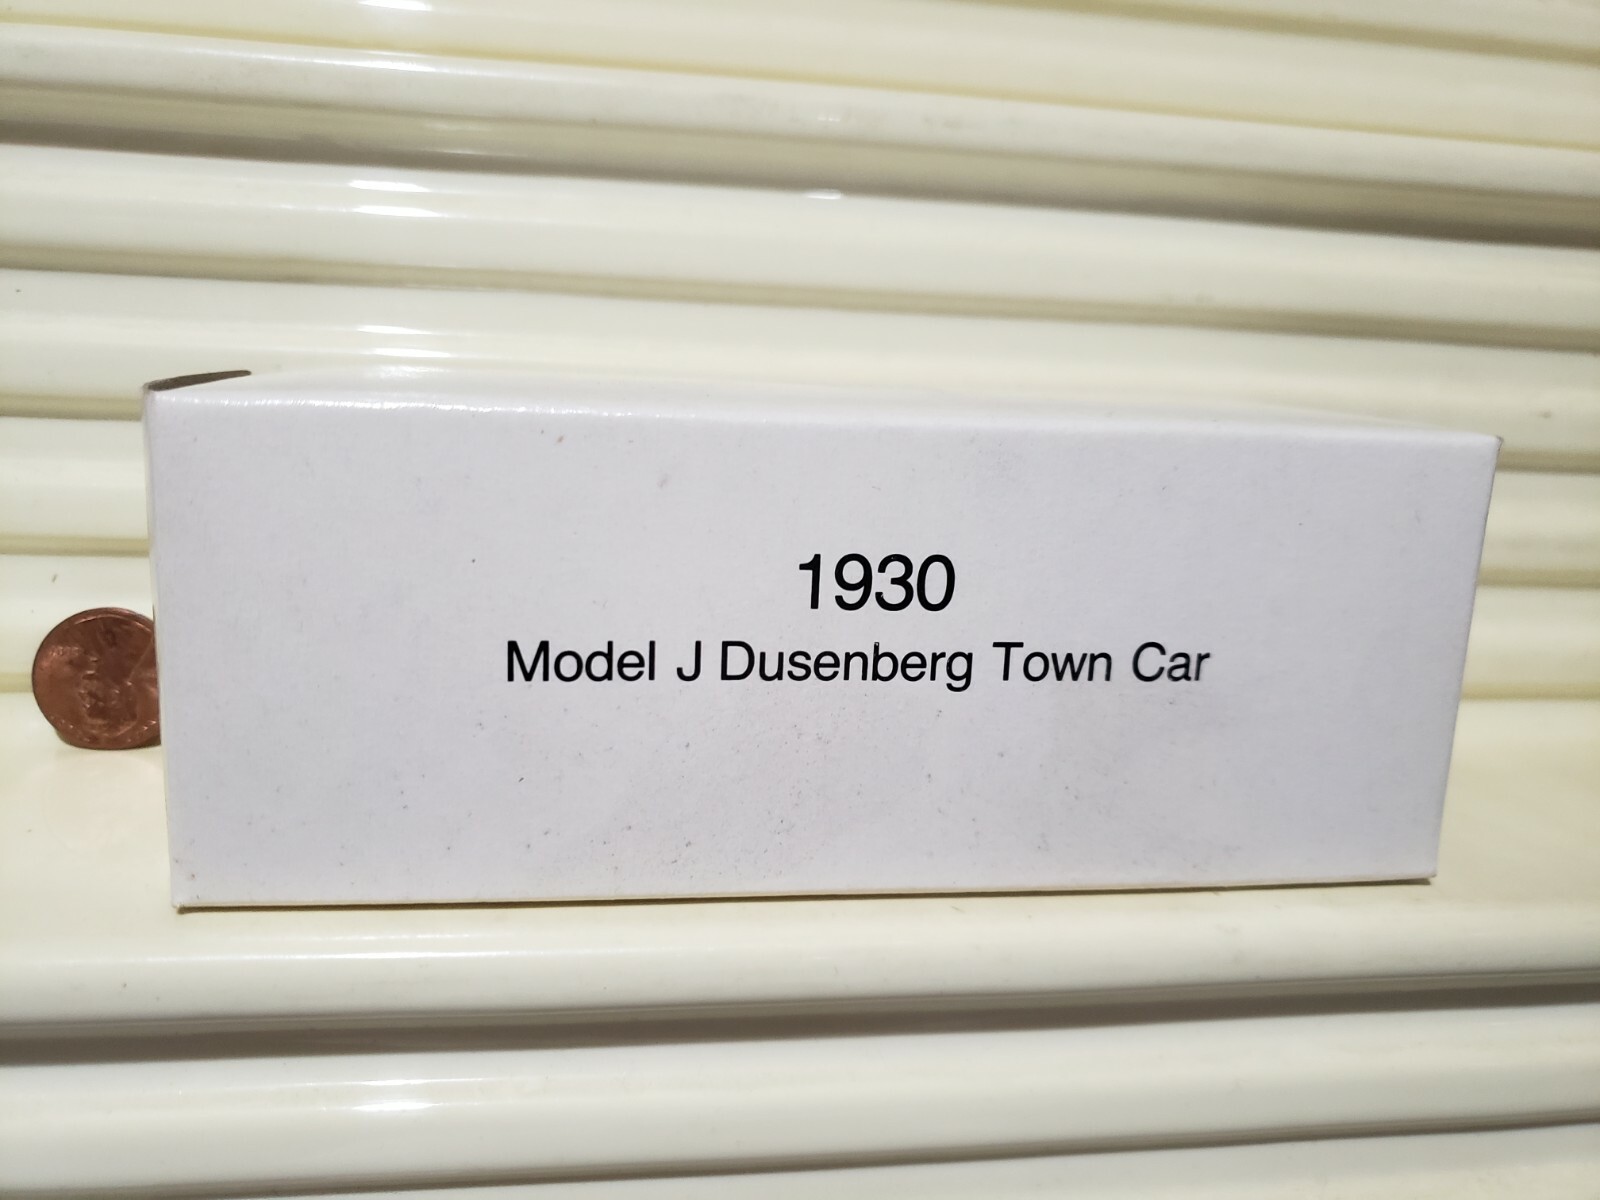 1930
Model J Dusenberg Town Car